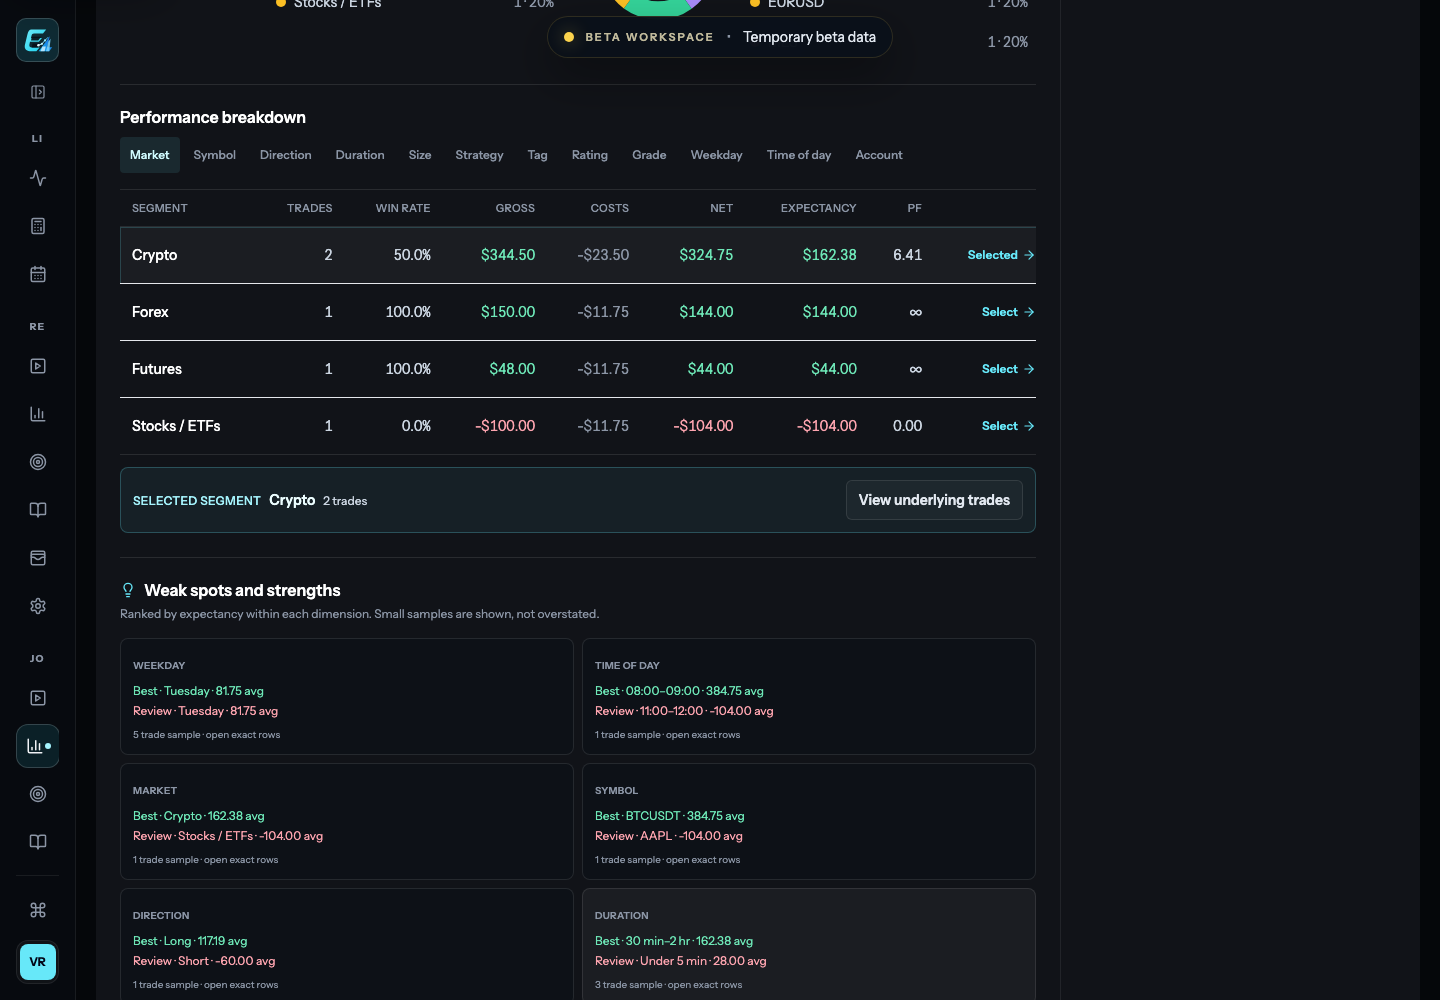 Stocks / ETFs 1 · 20% EURUSD 1 · 20%
BETA WORKSPACE · Temporary beta data
1 · 20%
LI
RE
JO
VR
Performance breakdown
Market Symbol Direction Duration Size Strategy Tag Rating Grade Weekday Time of day Account
SEGMENT TRADES WIN RATE GROSS COSTS NET EXPECTANCY PF
Crypto 2 50.0% $344.50 -$23.50 $324.75 $162.38 6.41 Selected →
Forex 1 100.0% $150.00 -$11.75 $144.00 $144.00 ∞ Select →
Futures 1 100.0% $48.00 -$11.75 $44.00 $44.00 ∞ Select →
Stocks / ETFs 1 0.0% -$100.00 -$11.75 -$104.00 -$104.00 0.00 Select →
SELECTED SEGMENT Crypto 2 trades View underlying trades
Weak spots and strengths
Ranked by expectancy within each dimension. Small samples are shown, not overstated.
WEEKDAY
Best · Tuesday · 81.75 avg
Review · Tuesday · 81.75 avg
5 trade sample · open exact rows
TIME OF DAY
Best · 08:00–09:00 · 384.75 avg
Review · 11:00–12:00 · -104.00 avg
1 trade sample · open exact rows
MARKET
Best · Crypto · 162.38 avg
Review · Stocks / ETFs · -104.00 avg
1 trade sample · open exact rows
SYMBOL
Best · BTCUSDT · 384.75 avg
Review · AAPL · -104.00 avg
1 trade sample · open exact rows
DIRECTION
Best · Long · 117.19 avg
Review · Short · -60.00 avg
1 trade sample · open exact rows
DURATION
Best · 30 min–2 hr · 162.38 avg
Review · Under 5 min · 28.00 avg
3 trade sample · open exact rows